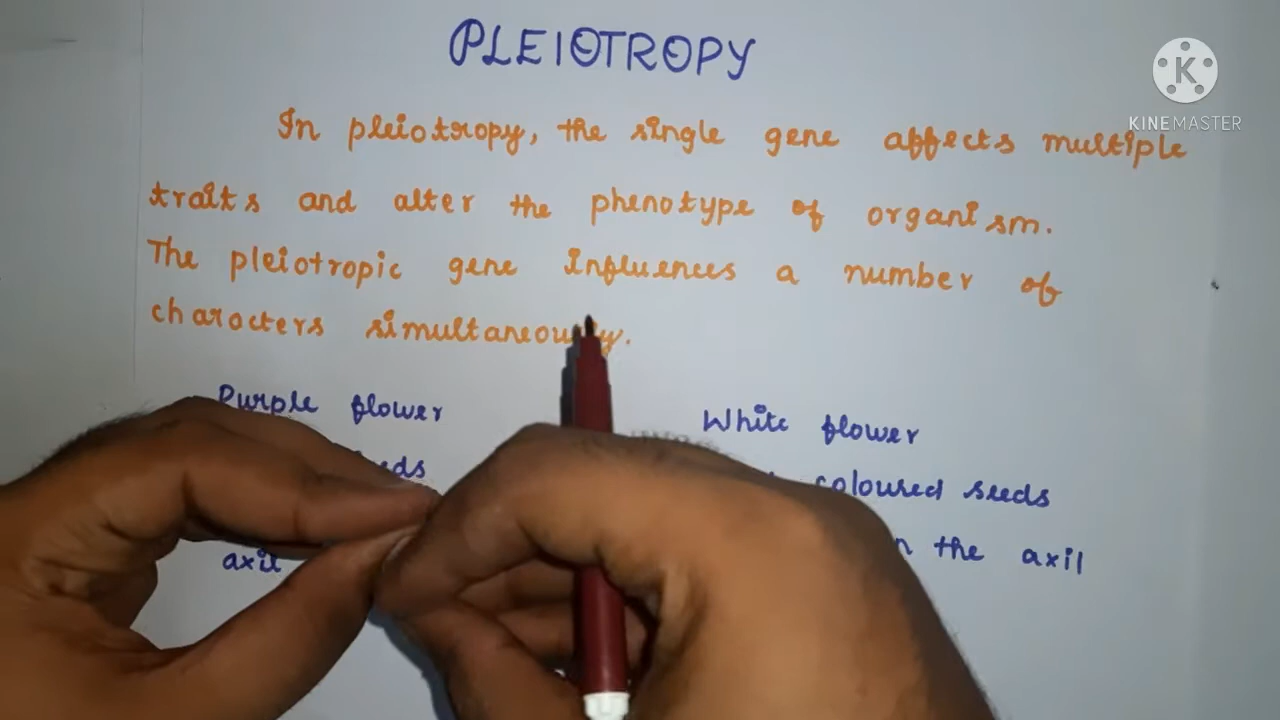 PLEIOTROPY
KINEMASTER
In pleiotropy, the single gene affects multiple
traits and alter the phenotype of organism.
The pleiotropic gene influences a number of
characters simultaneously.
Purple flower
White flower
coloured seeds
the axil
axil